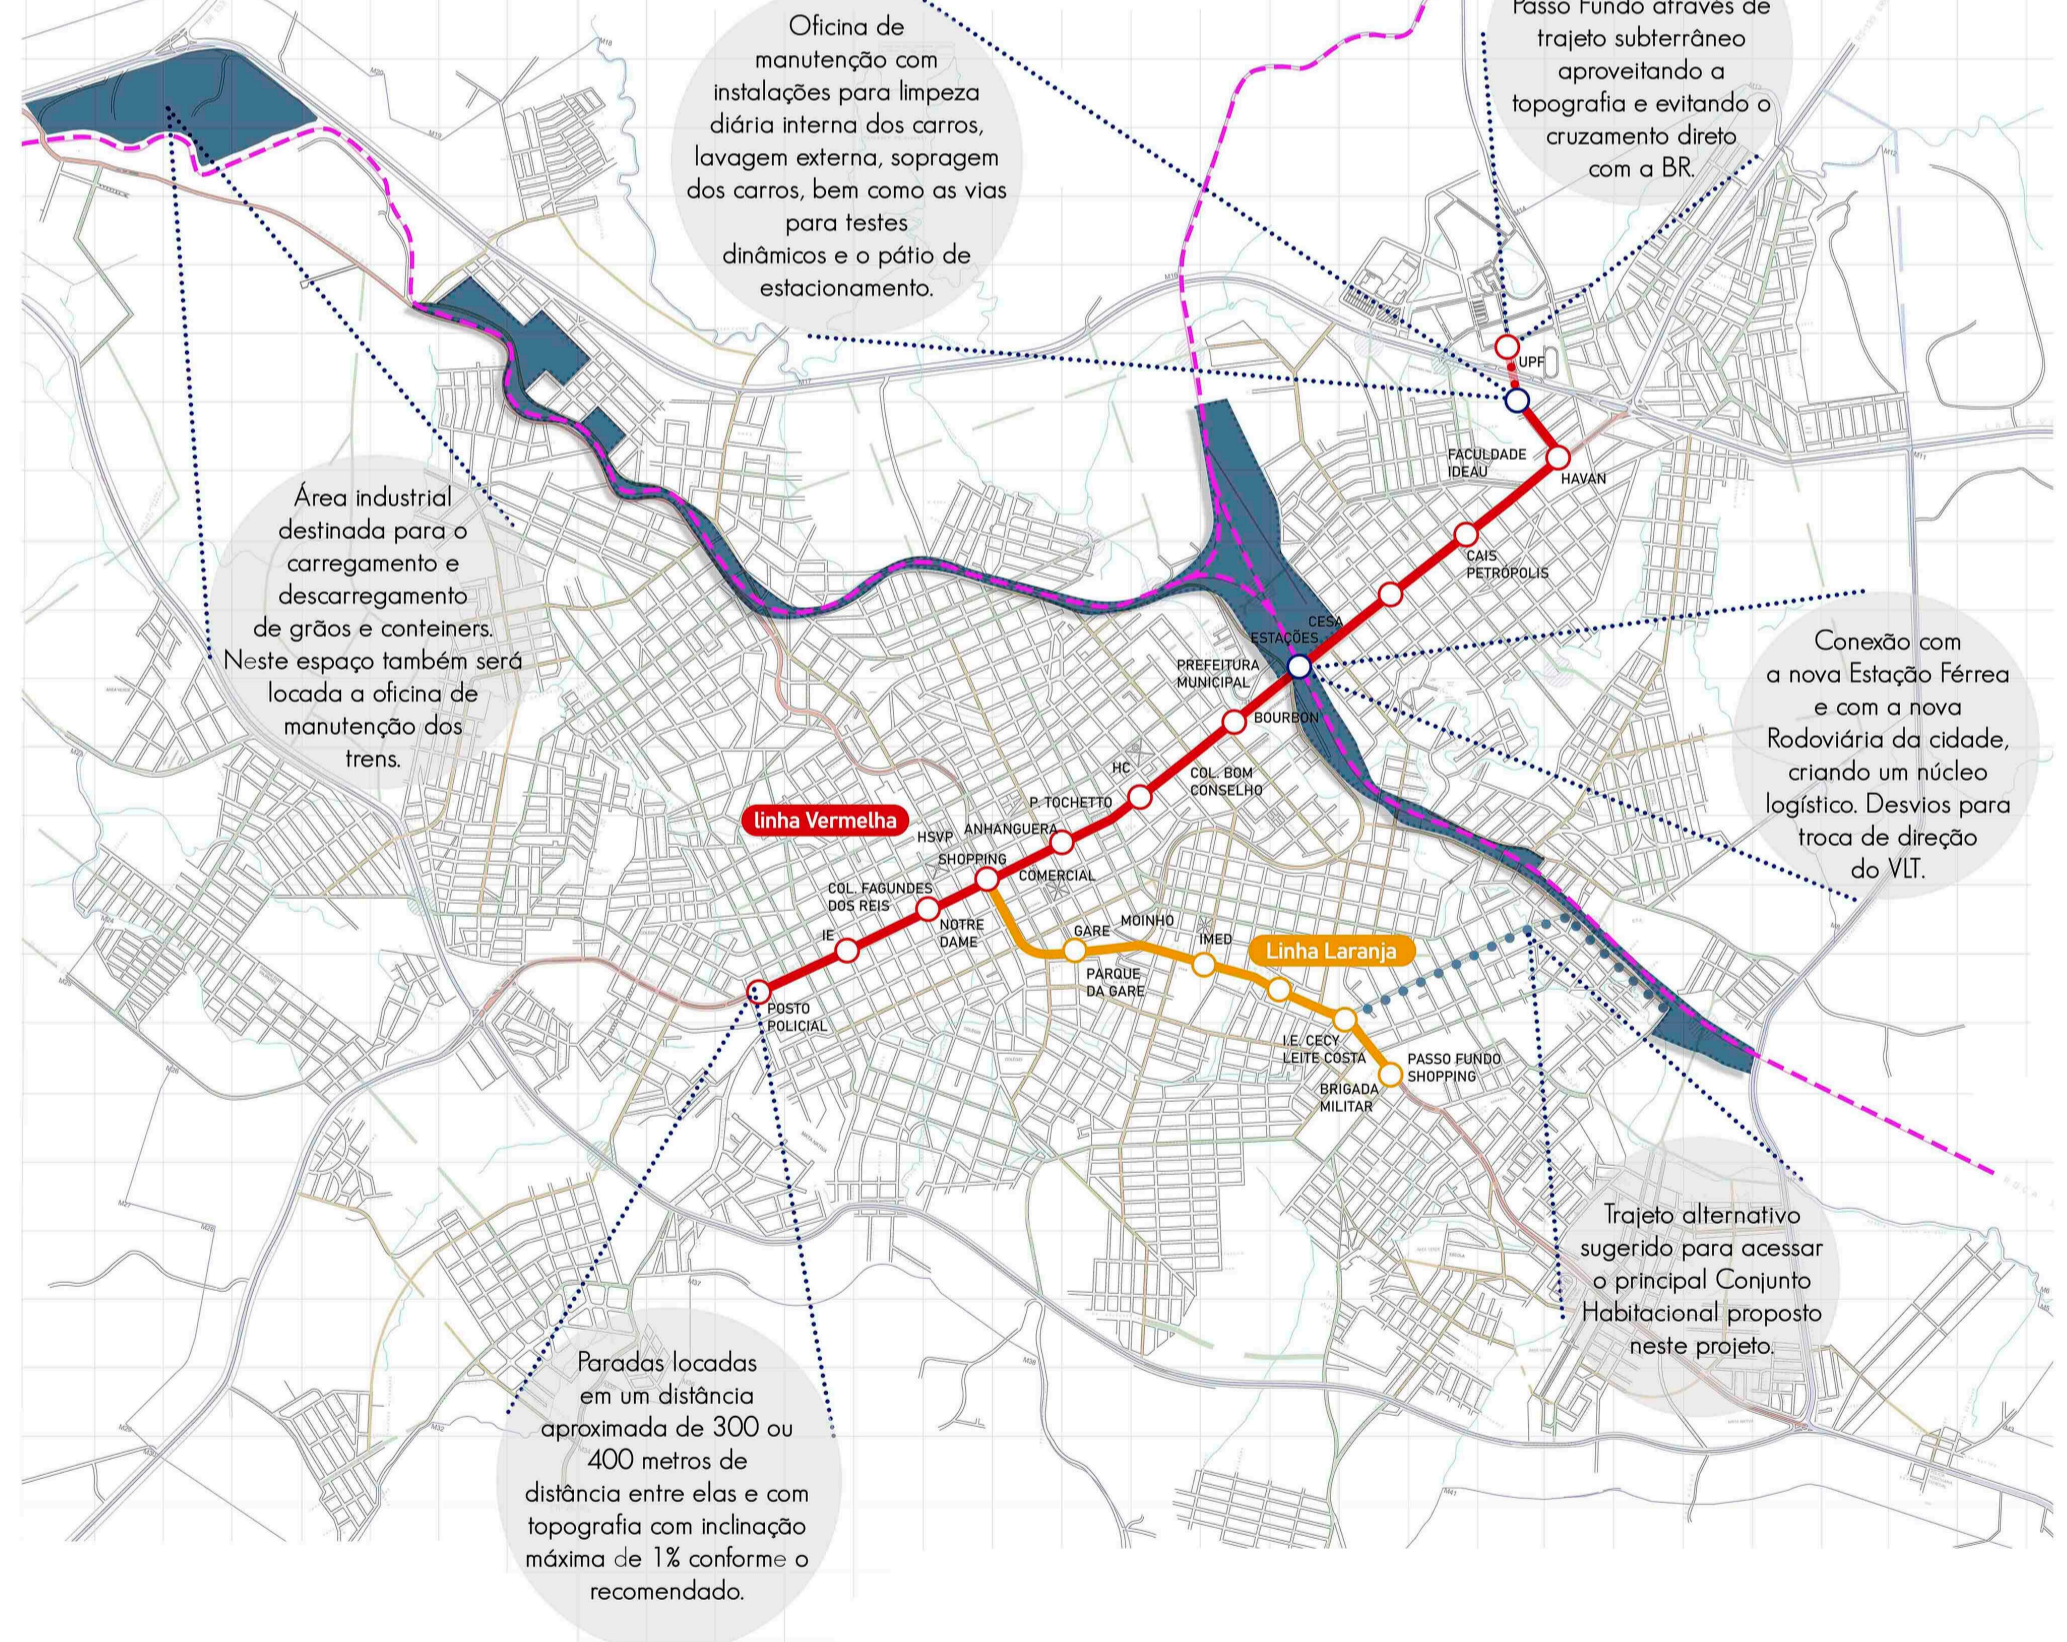 Oficina de
manutenção com
instalações para limpeza
diária interna dos carros,
lavagem externa, sopragem
dos carros, bem como as vias
para testes
dinâmicos e o pátio de
estacionamento.
Passo Fundo através de
trajeto subterrâneo
aproveitando a
topografia e evitando o
cruzamento direto
com a BR.
Área industrial
destinada para o
carregamento e
descarregamento
de grãos e conteiners.
Neste espaço também será
locada a oficina de
manutenção dos
trens.
Conexão com
a nova Estação Férrea
e com a nova
Rodoviária da cidade,
criando um núcleo
logístico. Desvios para
troca de direção
do VLT.
UPF
FACULDADE
IDEAU
HAVAN
CAIS
PETRÓPOLIS
CESA
ESTAÇÕES
PREFEITURA
MUNICIPAL
BOURBON
HC
COL. BOM
CONSELHO
P. TOCHETTO
linha Vermelha
ANHANGUERA
HSVP
SHOPPING
COMERCIAL
COL. FAGUNDES
DOS REIS
NOTRE
DAME
IE
POSTO
POLICIAL
GARE
MOINHO
IMED
Linha Laranja
PARQUE
DA GARE
I.E. CECY
LEITE COSTA
PASSO FUNDO
SHOPPING
BRIGADA
MILITAR
Trajeto alternativo
sugerido para acessar
o principal Conjunto
Habitacional proposto
neste projeto.
Paradas locadas
em um distância
aproximada de 300 ou
400 metros de
distância entre elas e com
topografia com inclinação
máxima de 1% conforme o
recomendado.